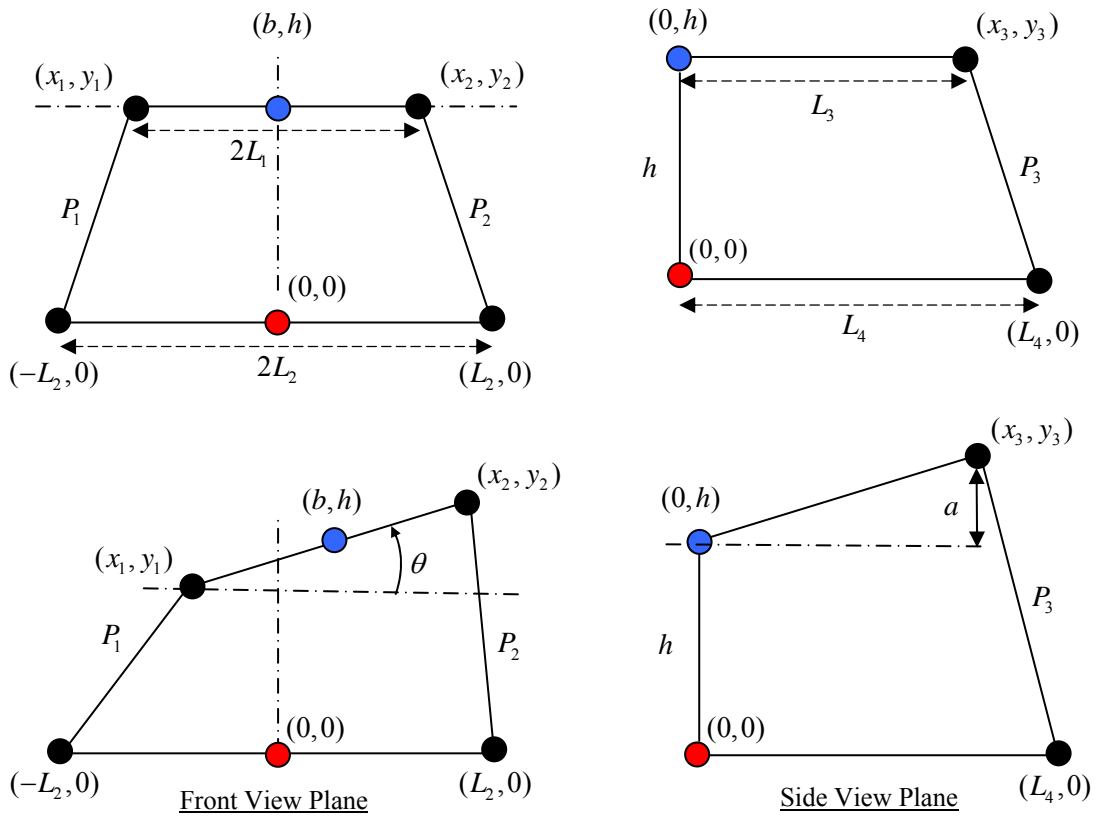 (b, h)
(x₁, y₁)
(x₂, y₂)
2L₁
P₁
P₂
(0, 0)
(−L₂, 0)
2L₂
(L₂, 0)
(0, h)
(x₃, y₃)
L₃
h
P₃
(0, 0)
L₄
(L₄, 0)
(b, h)
(x₂, y₂)
(x₁, y₁)
θ
P₁
P₂
(0, 0)
(−L₂, 0)
(L₂, 0)
Front View Plane
(x₃, y₃)
(0, h)
a
P₃
h
(0, 0)
(L₄, 0)
Side View Plane